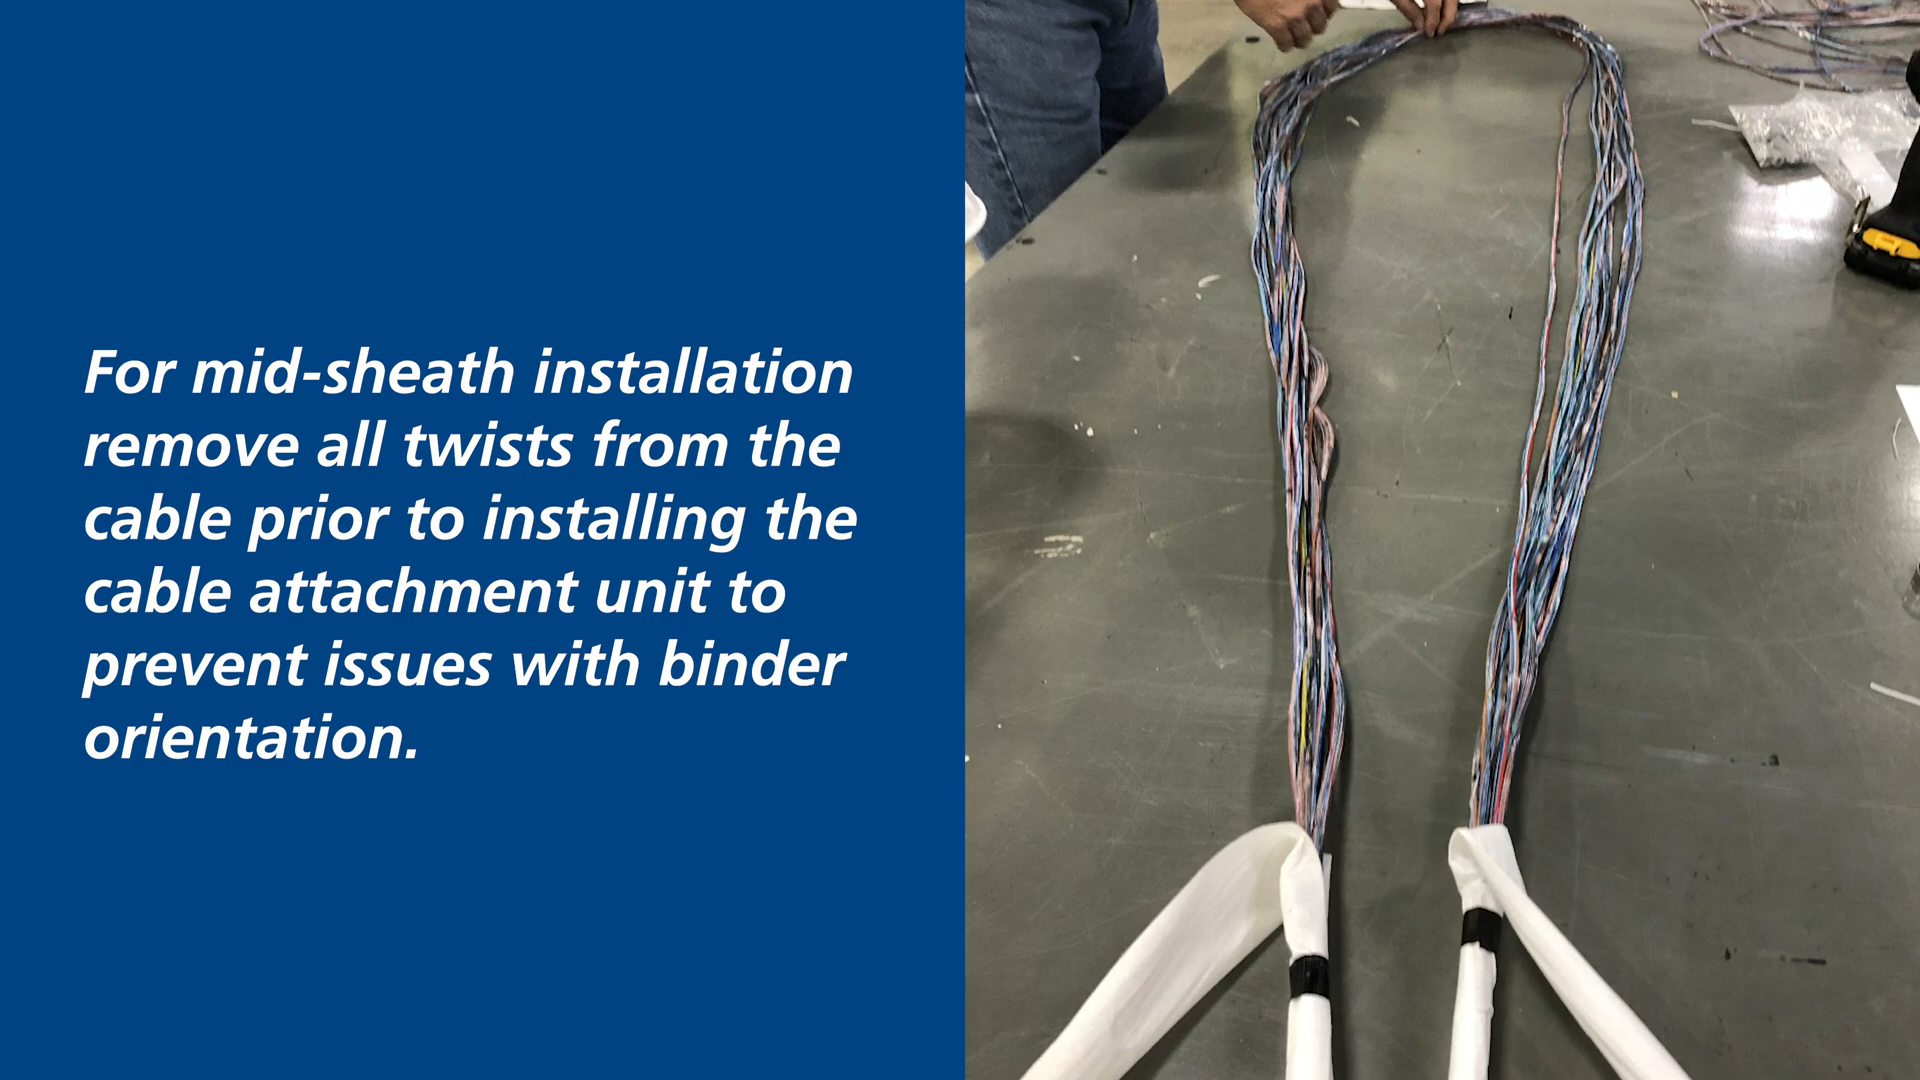 For mid-sheath installation
remove all twists from the
cable prior to installing the
cable attachment unit to
prevent issues with binder
orientation.